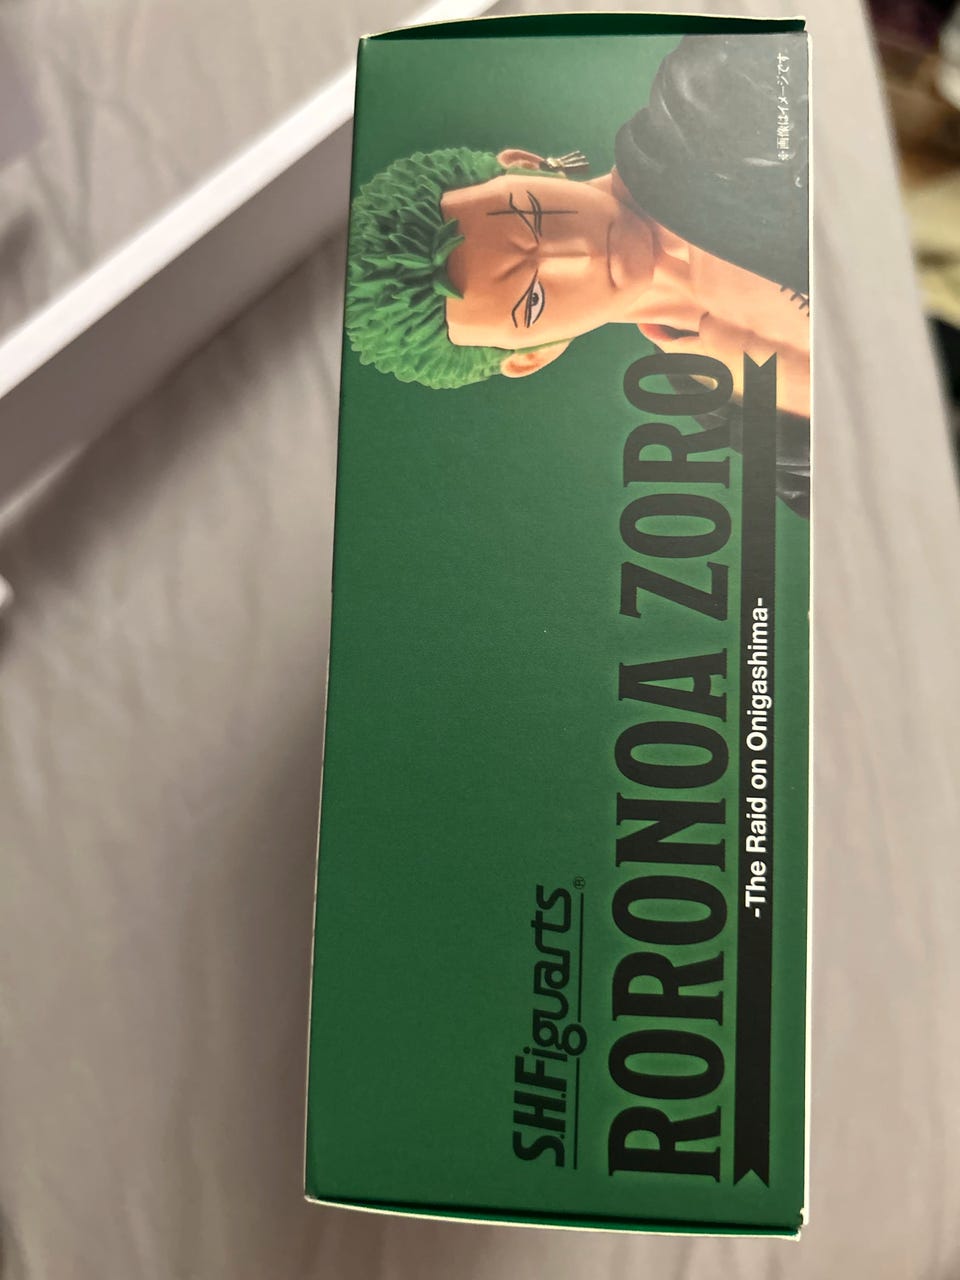 S.H.Figuarts®
RORONOA ZORO
-The Raid on Onigashima-
※画像はイメージです